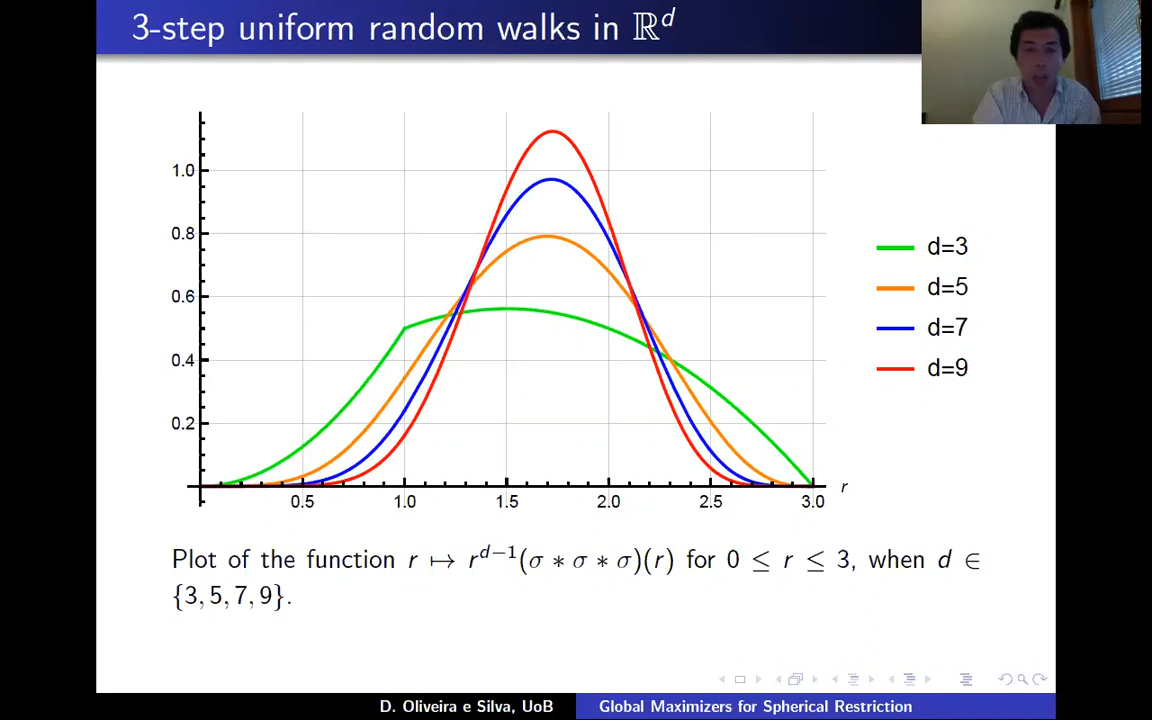 3-step uniform random walks in ℝᵈ
1.0
0.8
0.6
0.4
0.2
0.5 1.0 1.5 2.0 2.5 3.0 r
d=3
d=5
d=7
d=9
Plot of the function r ↦ r^{d−1}(σ ∗ σ ∗ σ)(r) for 0 ≤ r ≤ 3, when d ∈
{3, 5, 7, 9}.
D. Oliveira e Silva, UoB Global Maximizers for Spherical Restriction